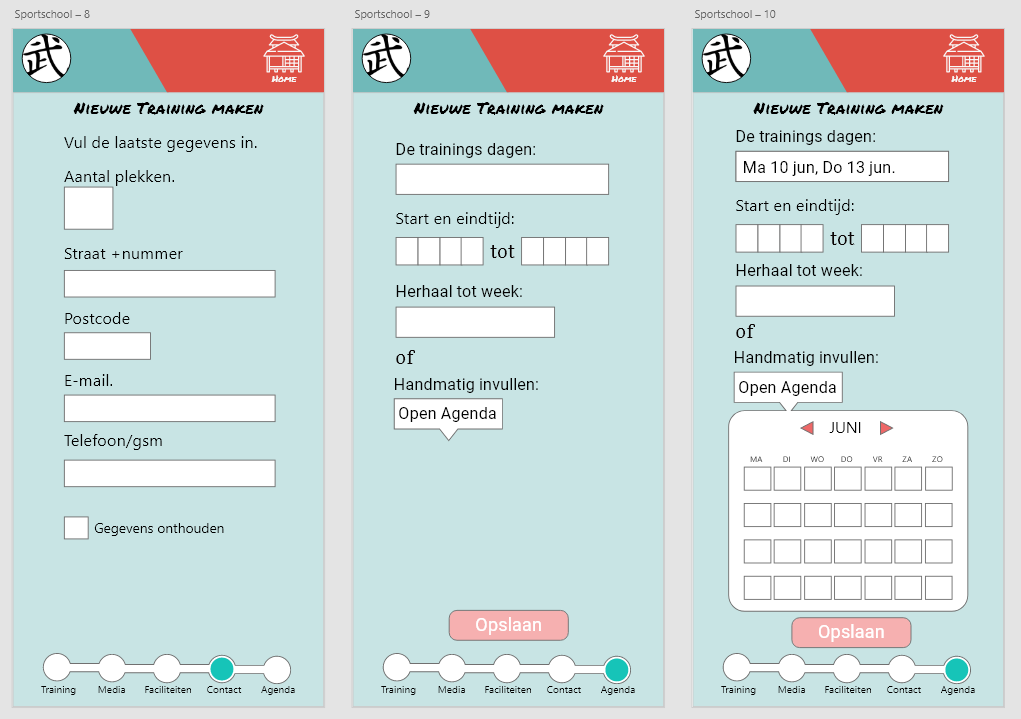 Sportschool – 8
武
Home
Nieuwe Training maken
Vul de laatste gegevens in.
Aantal plekken.
Straat +nummer
Postcode
E-mail.
Telefoon/gsm
Gegevens onthouden
Training Media Faciliteiten Contact Agenda
Sportschool – 9
武
Home
Nieuwe Training maken
De trainings dagen:
Start en eindtijd:
tot
Herhaal tot week:
of
Handmatig invullen:
Open Agenda
Opslaan
Training Media Faciliteiten Contact Agenda
Sportschool – 10
武
Home
Nieuwe Training maken
De trainings dagen:
Ma 10 jun, Do 13 jun.
Start en eindtijd:
tot
Herhaal tot week:
of
Handmatig invullen:
Open Agenda
JUNI
MA DI WO DO VR ZA ZO
Opslaan
Training Media Faciliteiten Contact Agenda